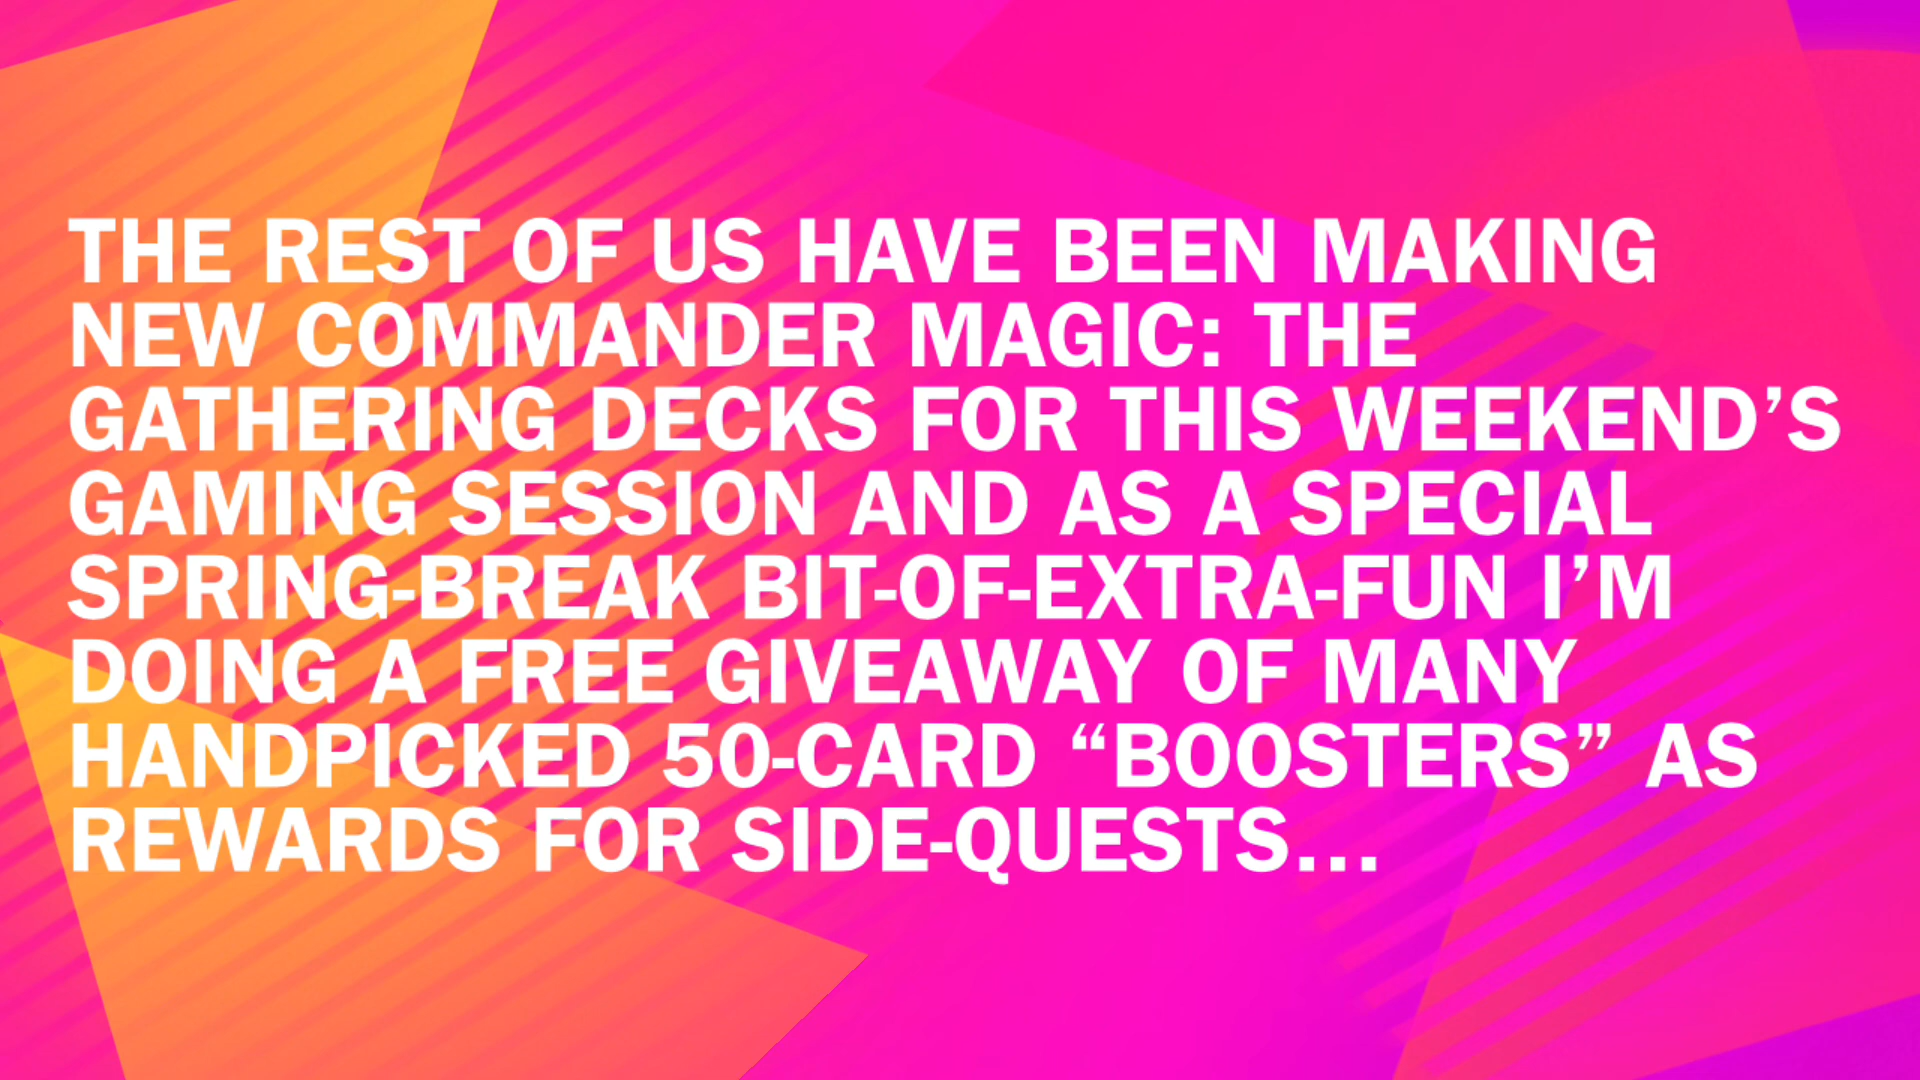 THE REST OF US HAVE BEEN MAKING
NEW COMMANDER MAGIC: THE
GATHERING DECKS FOR THIS WEEKEND’S
GAMING SESSION AND AS A SPECIAL
SPRING-BREAK BIT-OF-EXTRA-FUN I’M
DOING A FREE GIVEAWAY OF MANY
HANDPICKED 50-CARD “BOOSTERS” AS
REWARDS FOR SIDE-QUESTS...